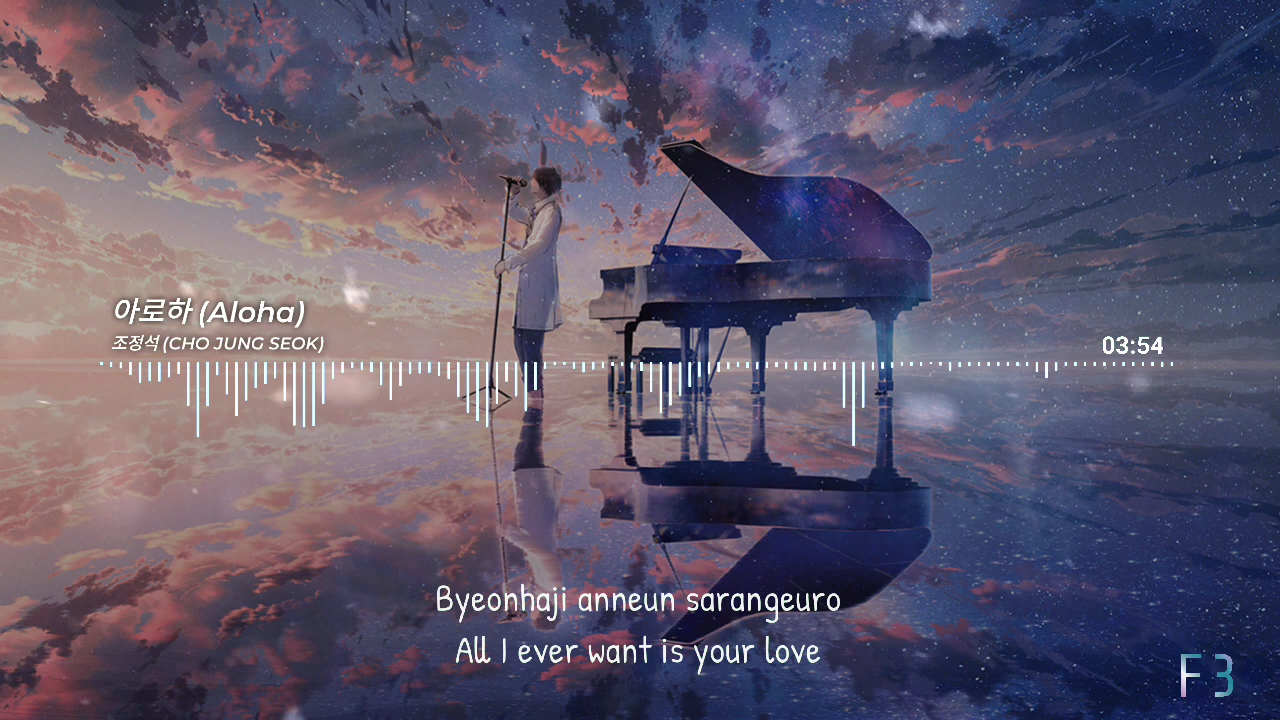 아로하 (Aloha)
조정석 (CHO JUNG SEOK)
03:54
Byeonhaji anneun sarangeuro
All I ever want is your love
F3